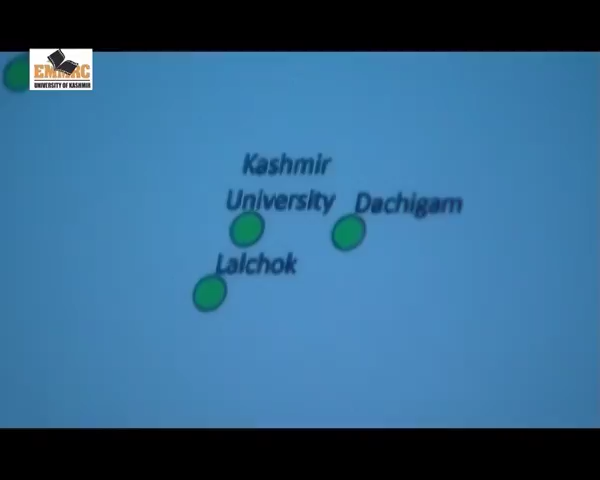 EMMRC
UNIVERSITY OF KASHMIR
Kashmir
University
Dachigam
Lalchok